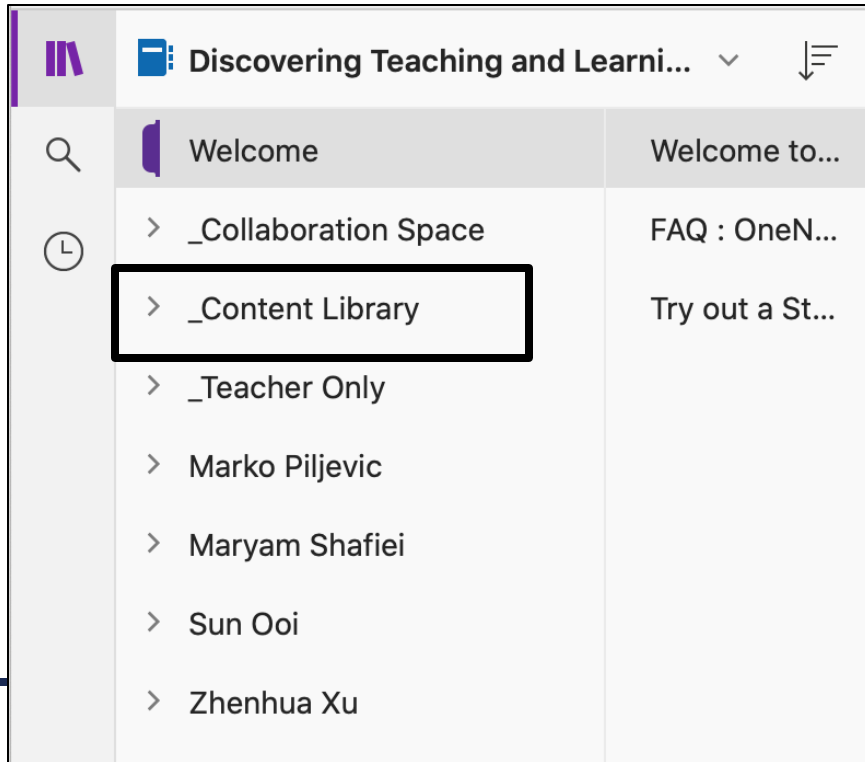 Discovering Teaching and Learni...
Welcome
_Collaboration Space
_Content Library
_Teacher Only
Marko Piljevic
Maryam Shafiei
Sun Ooi
Zhenhua Xu
Welcome to...
FAQ : OneN...
Try out a St...